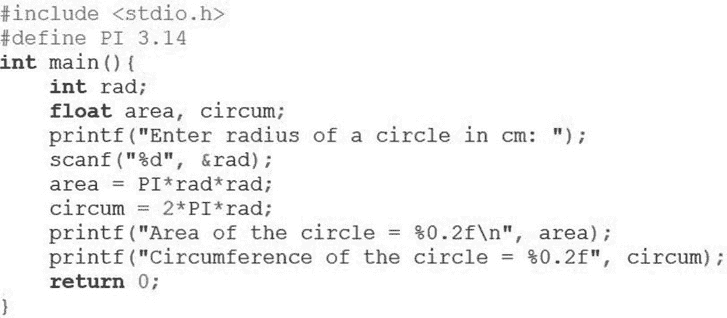 #include <stdio.h>
#define PI 3.14
int main(){
    int rad;
    float area, circum;
    printf("Enter radius of a circle in cm: ");
    scanf("%d", &rad);
    area = PI*rad*rad;
    circum = 2*PI*rad;
    printf("Area of the circle = %0.2f\n", area);
    printf("Circumference of the circle = %0.2f", circum);
    return 0;
}